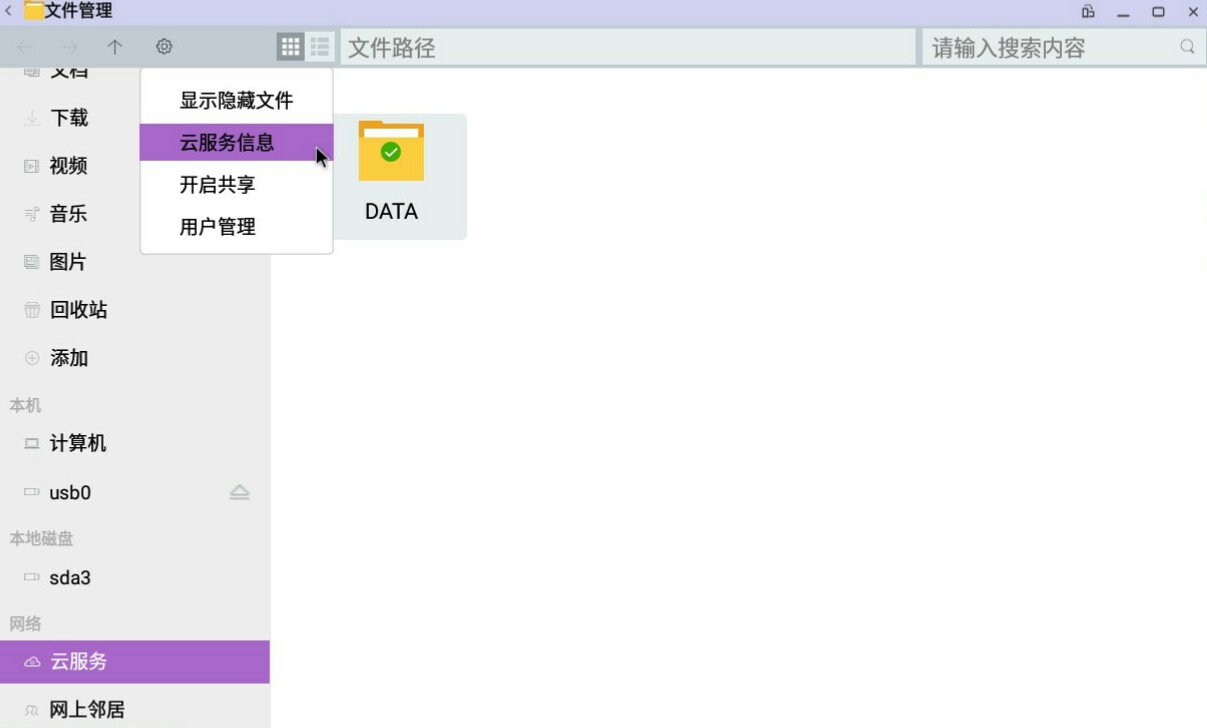 文件管理
文件路径
请输入搜索内容
文档
下载
视频
音乐
图片
回收站
添加
本机
计算机
usb0
本地磁盘
sda3
网络
云服务
网上邻居
显示隐藏文件
云服务信息
开启共享
用户管理
DATA